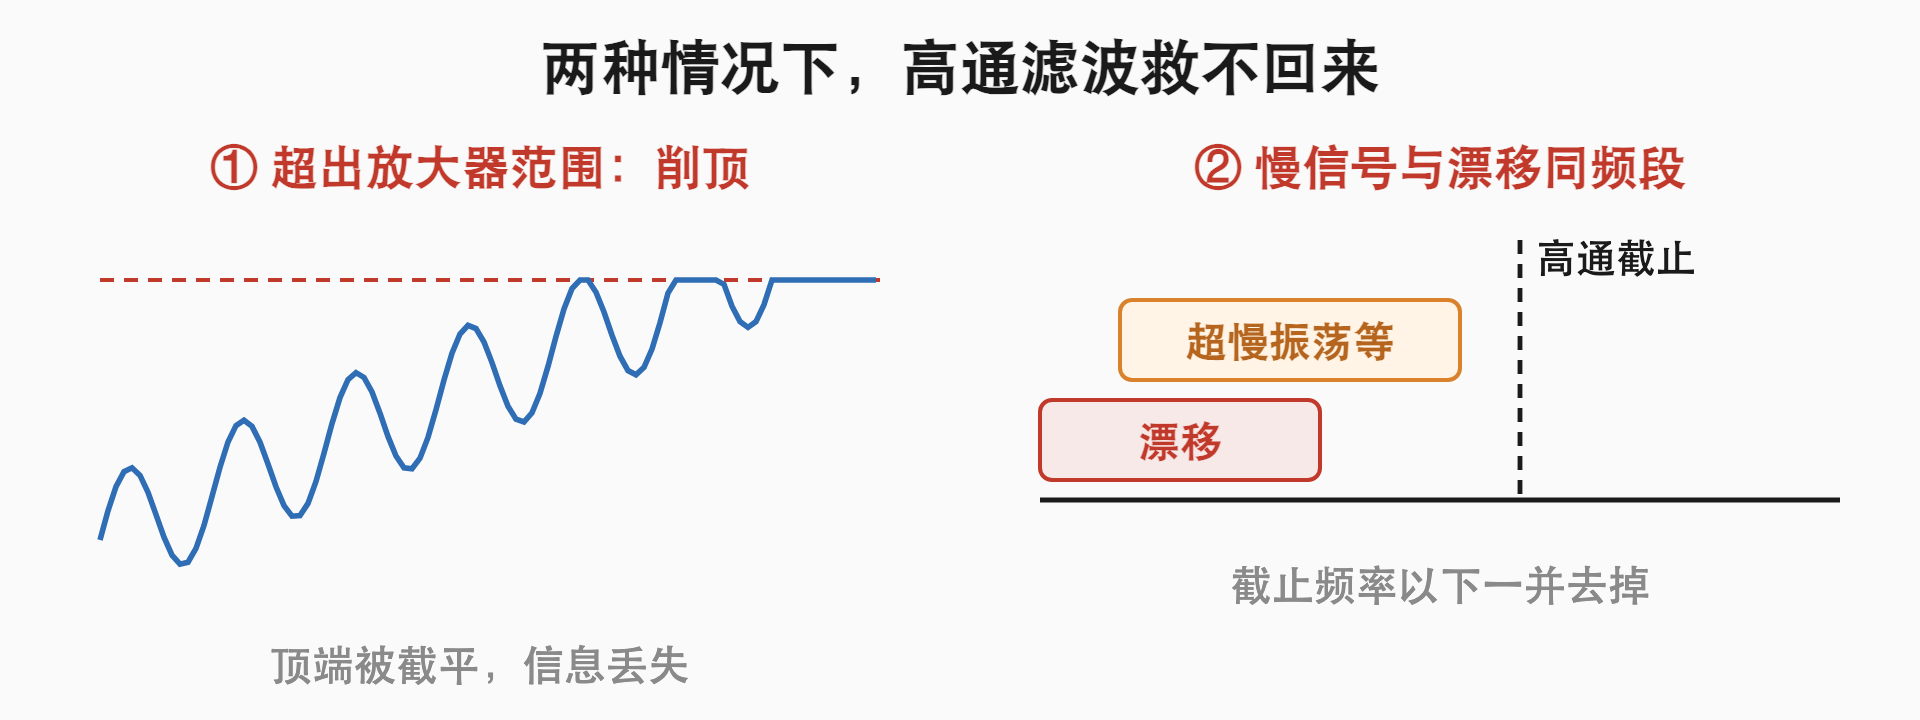 两种情况下，高通滤波救不回来
① 超出放大器范围：削顶
顶端被截平，信息丢失
② 慢信号与漂移同频段
高通截止
超慢振荡等
漂移
截止频率以下一并去掉